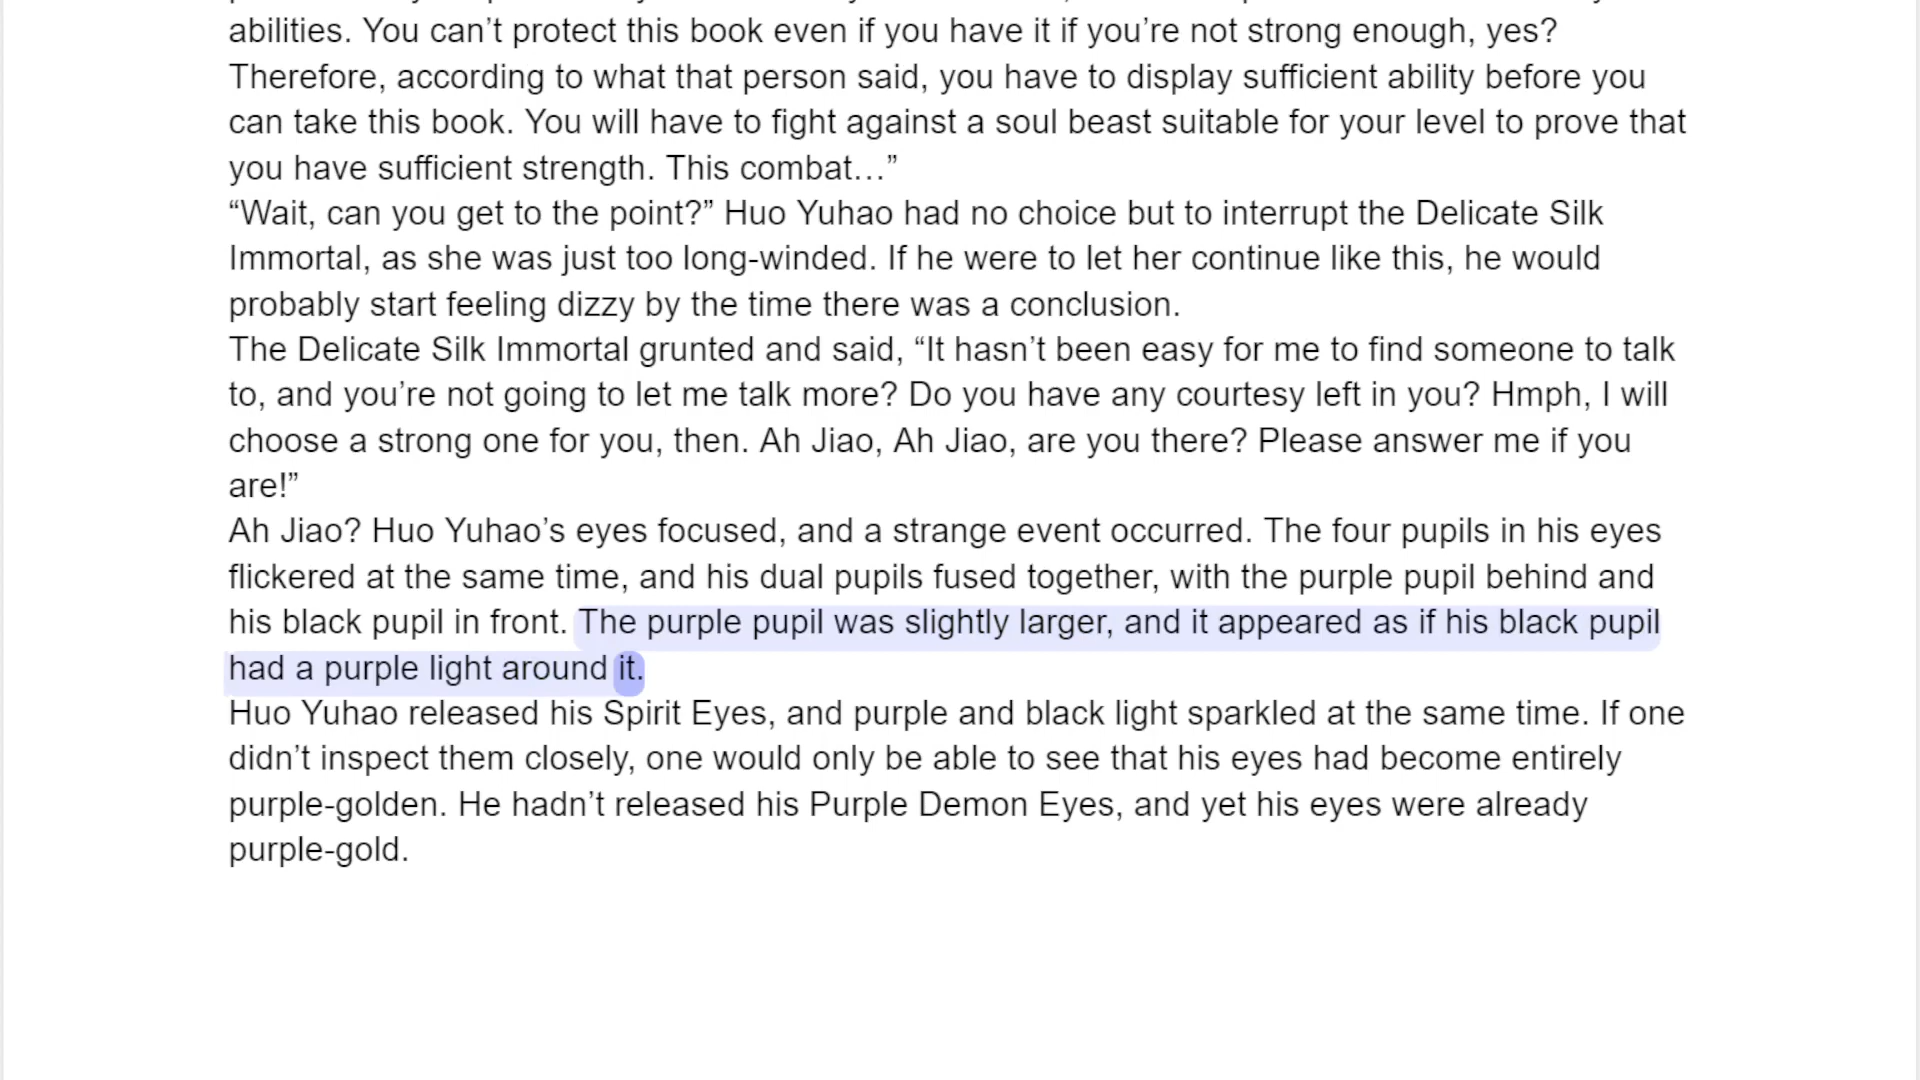 abilities. You can’t protect this book even if you have it if you’re not strong enough, yes?
Therefore, according to what that person said, you have to display sufficient ability before you
can take this book. You will have to fight against a soul beast suitable for your level to prove that
you have sufficient strength. This combat…”
“Wait, can you get to the point?” Huo Yuhao had no choice but to interrupt the Delicate Silk
Immortal, as she was just too long-winded. If he were to let her continue like this, he would
probably start feeling dizzy by the time there was a conclusion.
The Delicate Silk Immortal grunted and said, “It hasn’t been easy for me to find someone to talk
to, and you’re not going to let me talk more? Do you have any courtesy left in you? Hmph, I will
choose a strong one for you, then. Ah Jiao, Ah Jiao, are you there? Please answer me if you
are!”
Ah Jiao? Huo Yuhao’s eyes focused, and a strange event occurred. The four pupils in his eyes
flickered at the same time, and his dual pupils fused together, with the purple pupil behind and
his black pupil in front. The purple pupil was slightly larger, and it appeared as if his black pupil
had a purple light around it.
Huo Yuhao released his Spirit Eyes, and purple and black light sparkled at the same time. If one
didn’t inspect them closely, one would only be able to see that his eyes had become entirely
purple-golden. He hadn’t released his Purple Demon Eyes, and yet his eyes were already
purple-gold.